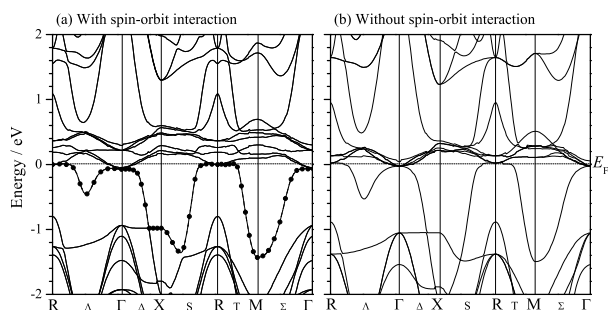 (a) With spin-orbit interaction
(b) Without spin-orbit interaction
Energy / eV
2
1
0
-1
-2
E_F
R Λ Γ Δ X S R T M Σ Γ
R Λ Γ Δ X S R T M Σ Γ